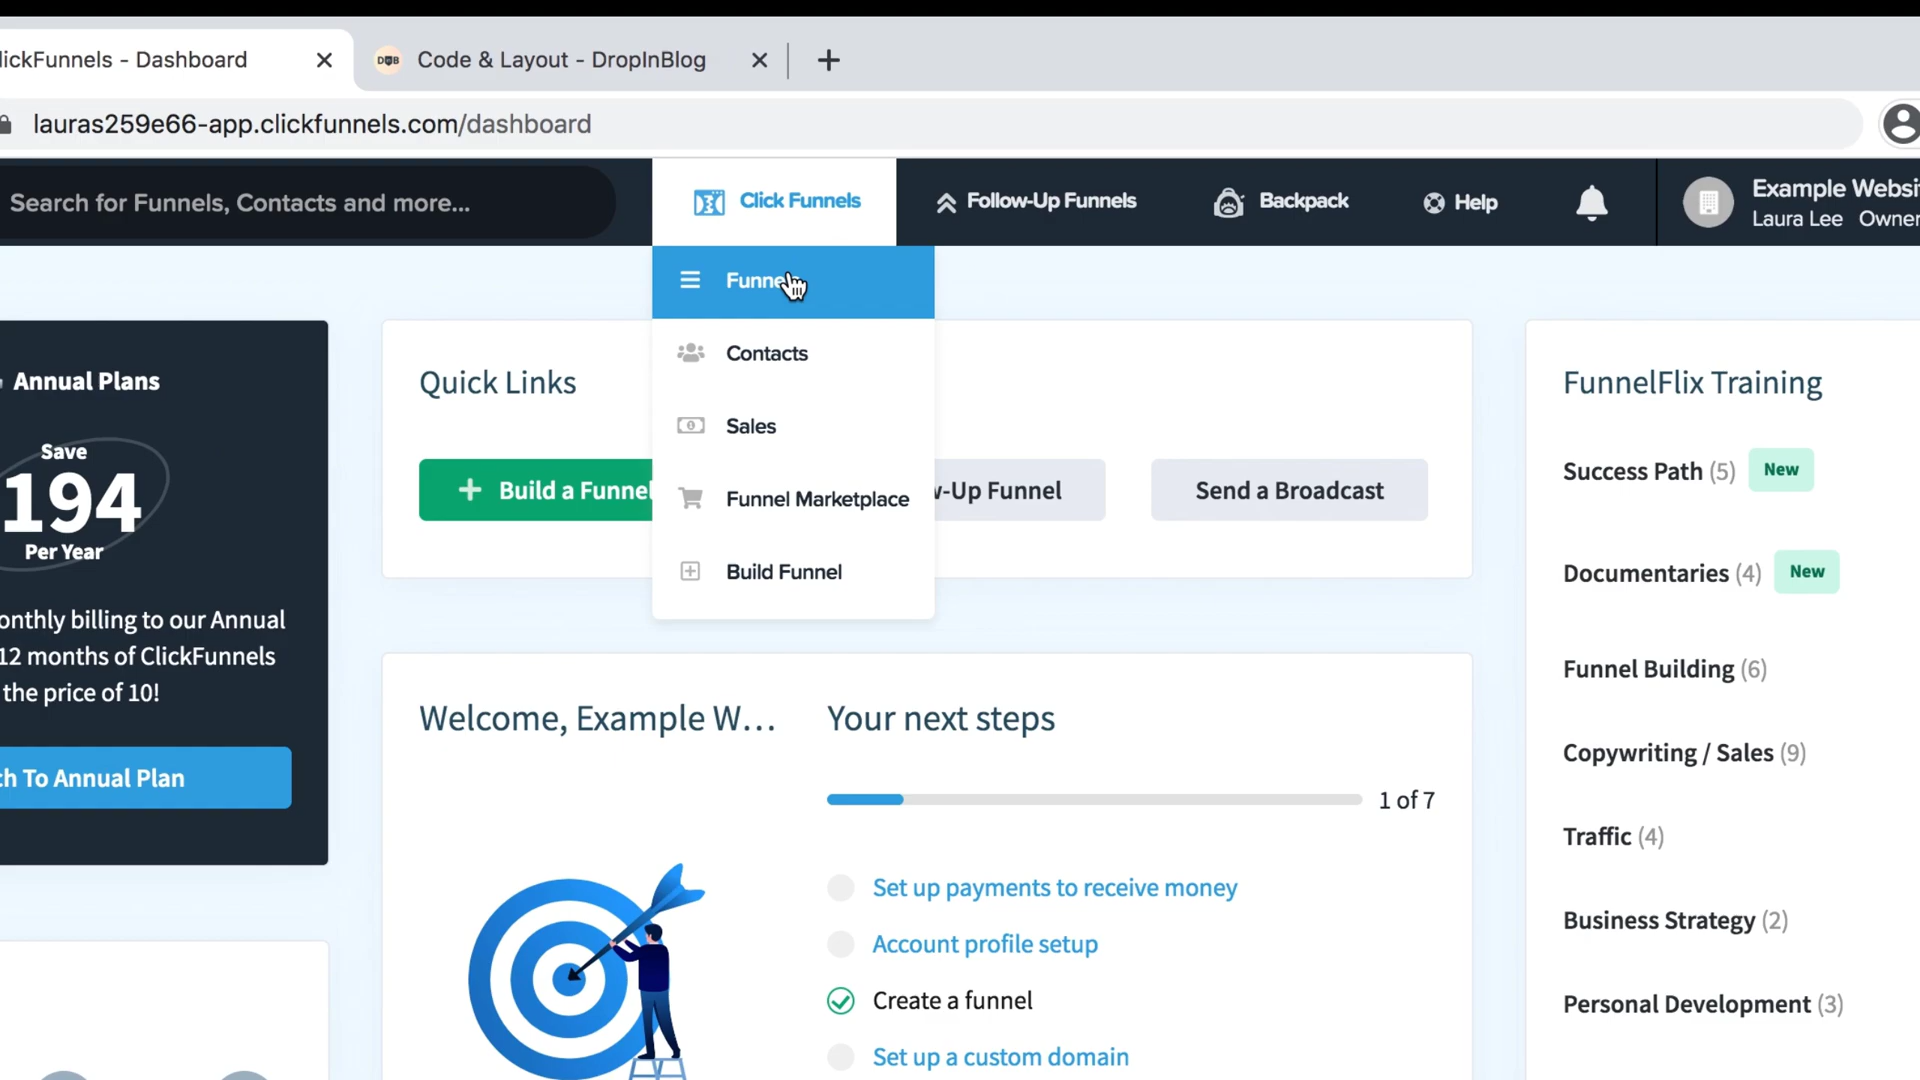 lickFunnels - Dashboard
Code & Layout - DropInBlog
lauras259e66-app.clickfunnels.com/dashboard
Search for Funnels, Contacts and more...
Click Funnels
Follow-Up Funnels
Backpack
Help
Example Websi
Laura Lee Owner
Funnels
Contacts
Sales
Funnel Marketplace
Build Funnel
Annual Plans
Save
194
Per Year
onthly billing to our Annual
12 months of ClickFunnels
the price of 10!
ch To Annual Plan
Quick Links
Build a Funnel
w-Up Funnel
Send a Broadcast
Welcome, Example W...
Your next steps
1 of 7
Set up payments to receive money
Account profile setup
Create a funnel
Set up a custom domain
FunnelFlix Training
Success Path (5) New
Documentaries (4) New
Funnel Building (6)
Copywriting / Sales (9)
Traffic (4)
Business Strategy (2)
Personal Development (3)